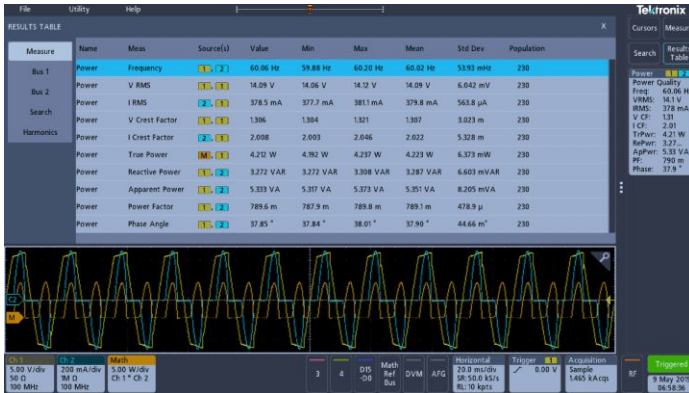 File Utility Help
Tektronix
RESULTS TABLE X
Cursors Measure
Search Results Table
Measure
Bus 1
Bus 2
Search
Harmonics
Name Meas Source(s) Value Min Max Mean Std Dev Population
Power Frequency 1, 2 60.06 Hz 59.88 Hz 60.20 Hz 60.02 Hz 53.93 mHz 230
Power V RMS 1, 1 14.09 V 14.06 V 14.12 V 14.09 V 6.042 mV 230
Power I RMS 2, 1 378.5 mA 377.7 mA 381.1 mA 379.8 mA 563.8 µA 230
Power V Crest Factor 1, 1 1.306 1.304 1.321 1.307 3.023 m 230
Power I Crest Factor 2, 2 2.008 2.003 2.046 2.022 5.328 m 230
Power True Power M, 1 4.212 W 4.192 W 4.237 W 4.223 W 6.373 mW 230
Power Reactive Power 1, 2 3.272 VAR 3.272 VAR 3.308 VAR 3.287 VAR 6.603 mVAR 230
Power Apparent Power 1, 2 5.333 VA 5.317 VA 5.373 VA 5.351 VA 8.205 mVA 230
Power Power Factor 1, 2 789.6 m 787.9 m 789.8 m 789.1 m 478.9 µ 230
Power Phase Angle 1, 2 37.85 ° 37.84 ° 38.01 ° 37.90 ° 44.66 m° 230
Power 1 2
Power Quality
Freq: 60.06 H
VRMS: 14.1 V
IRMS: 378 mA
V CF: 1.31
I CF: 2.01
TrPwr: 4.21 W
RePwr: 3.27...
ApPwr: 5.33 VA
PF: 790 m
Phase: 37.9 °
C2
M
Ch 1
5.00 V/div
50 Ω
100 MHz
Ch 2
200 mA/div
1M Ω
100 MHz
Math
5.00 W/div
Ch 1 * Ch 2
3
4
D15
-D0
Math
Ref
Bus
DVM
AFG
Horizontal
20.0 ms/div
SR: 50.0 kS/s
RL: 10 kpts
Trigger 1
0.00 V
Acquisition
Sample
1.465 kAcqs
RF
Triggered
9 May 2019
06:58:36